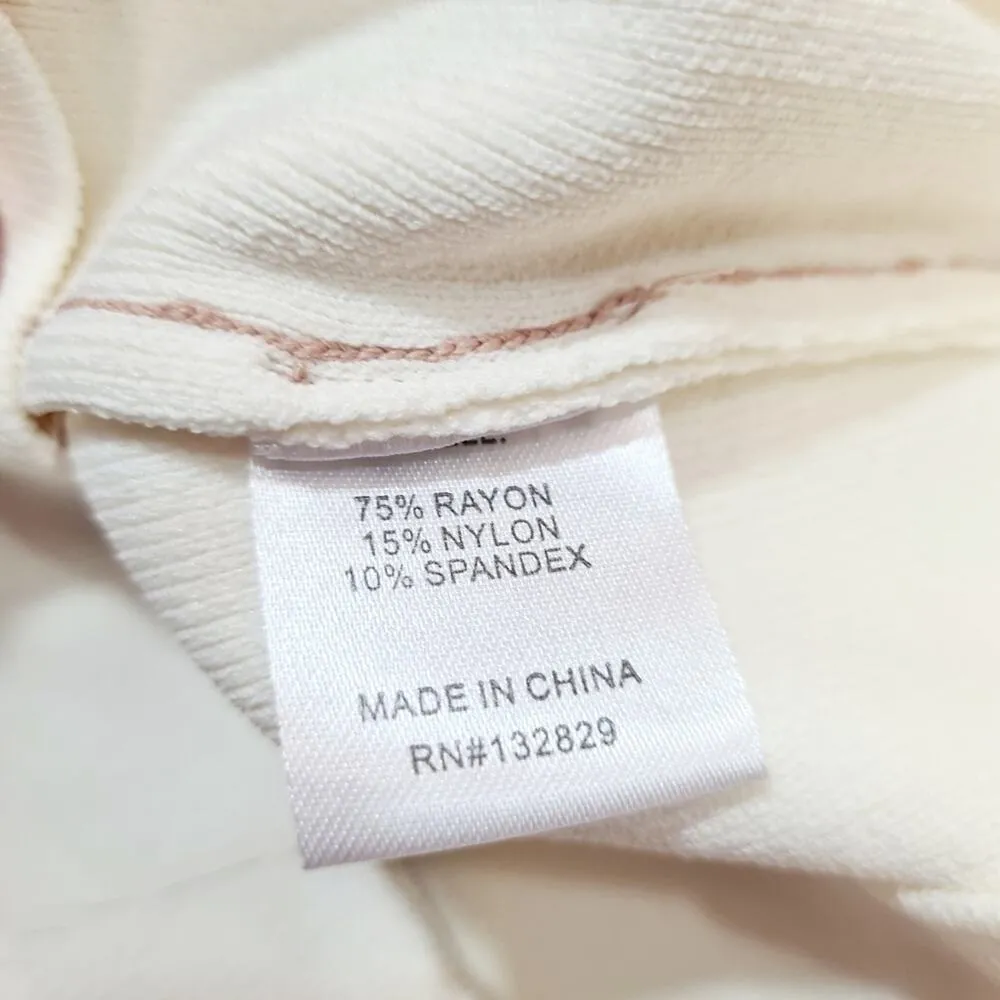 75% RAYON
15% NYLON
10% SPANDEX
MADE IN CHINA
RN#132829